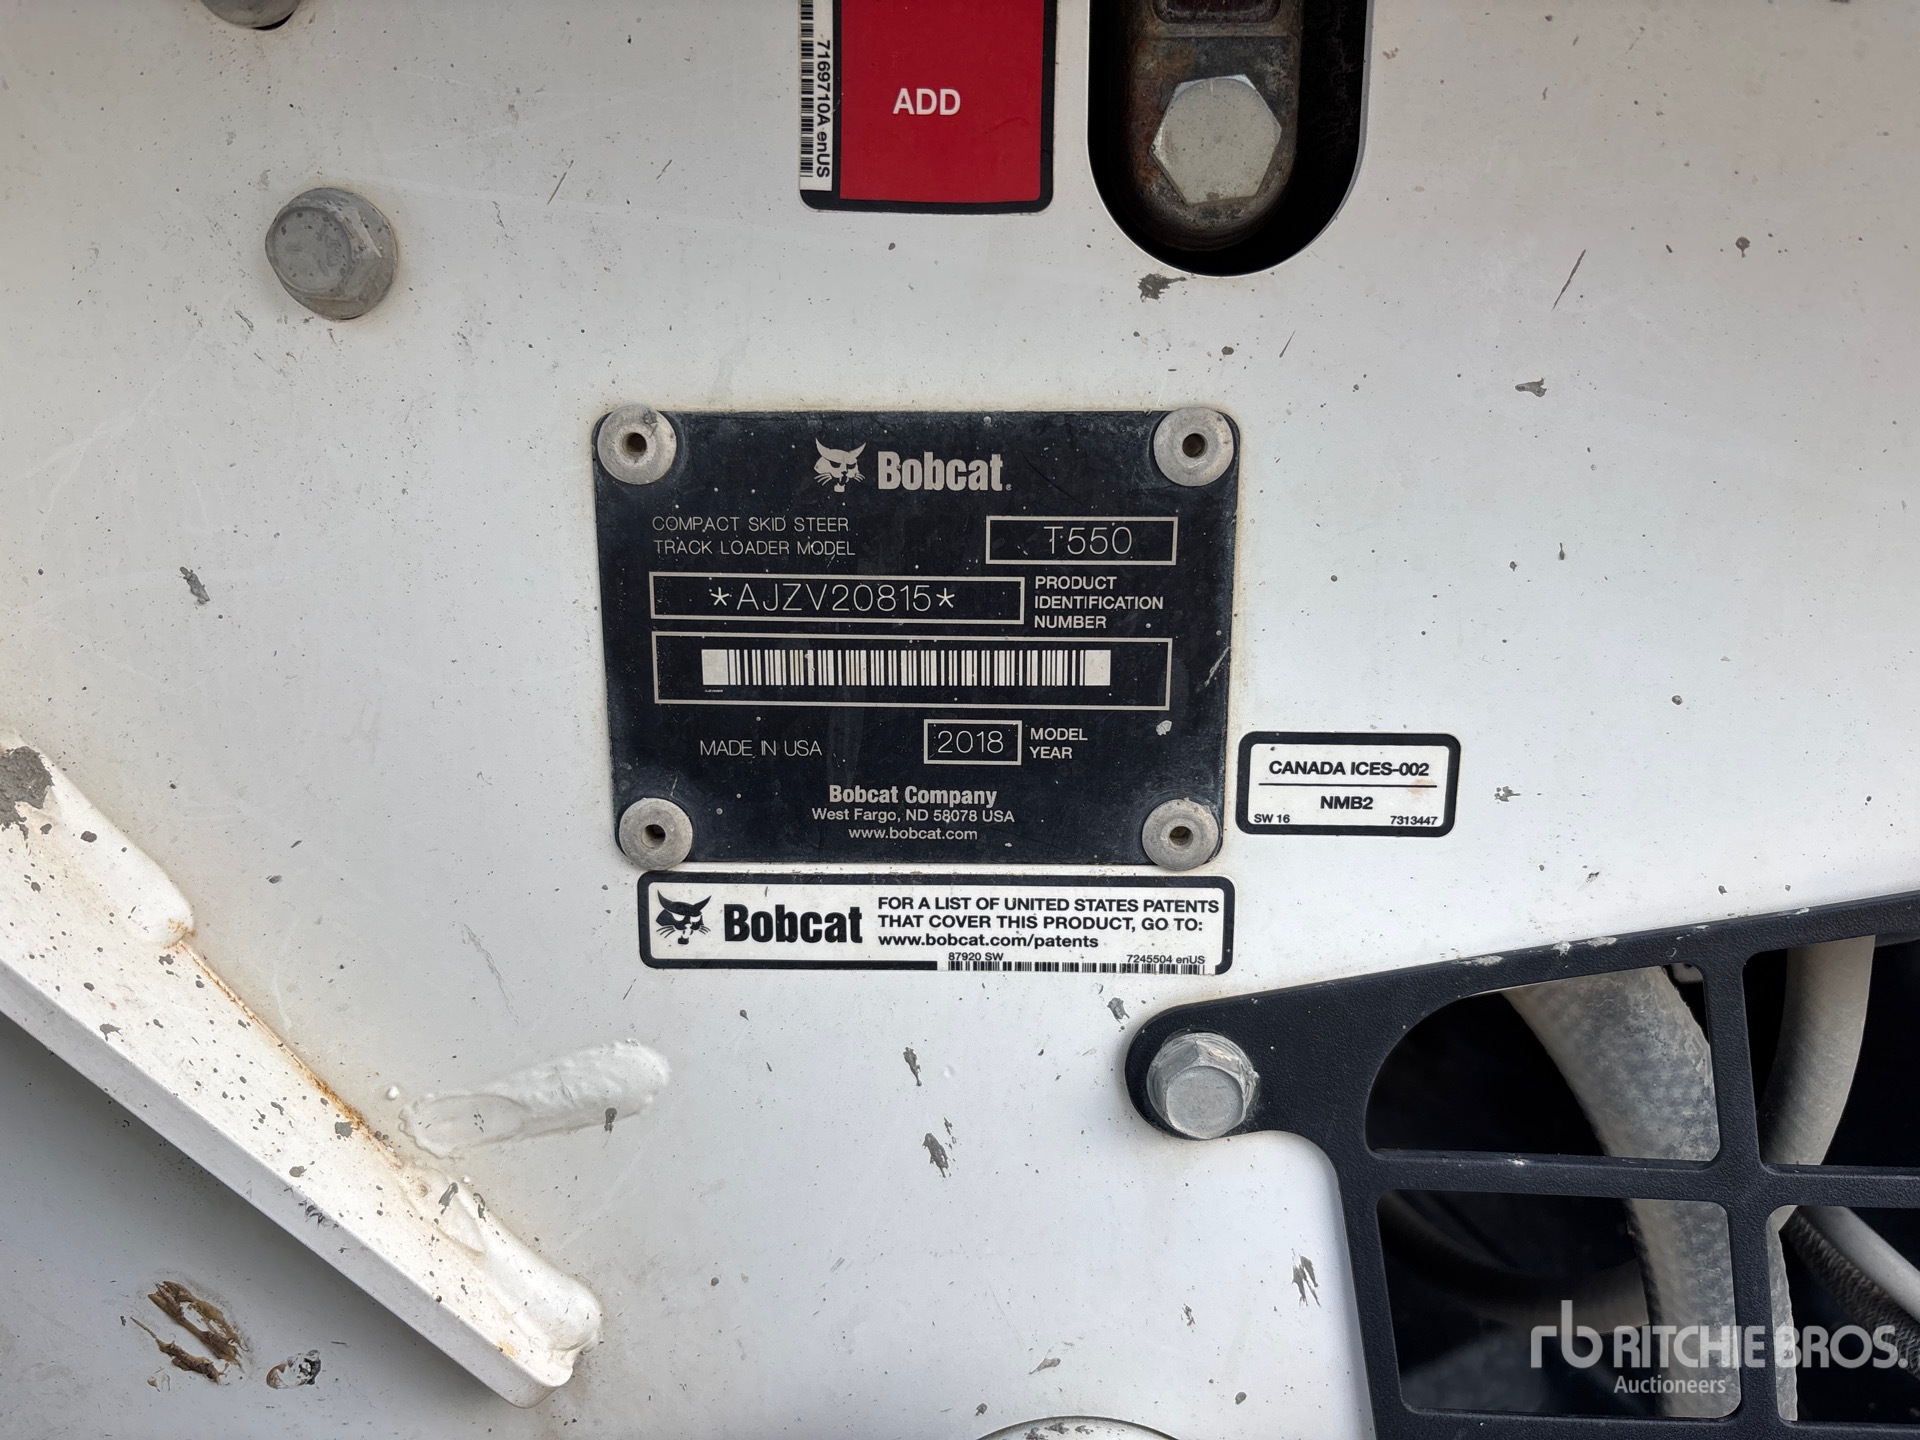 7169710A enUS
ADD
Bobcat®
COMPACT SKID STEER
TRACK LOADER MODEL
T550
*AJZV20815*
PRODUCT
IDENTIFICATION
NUMBER
MADE IN USA
2018
MODEL
YEAR
Bobcat Company
West Fargo, ND 58078 USA
www.bobcat.com
CANADA ICES-002
NMB2
SW 16
7313447
Bobcat
FOR A LIST OF UNITED STATES PATENTS
THAT COVER THIS PRODUCT, GO TO:
www.bobcat.com/patents
87920 SW
7245504 enUS
rb RITCHIE BROS.
Auctioneers